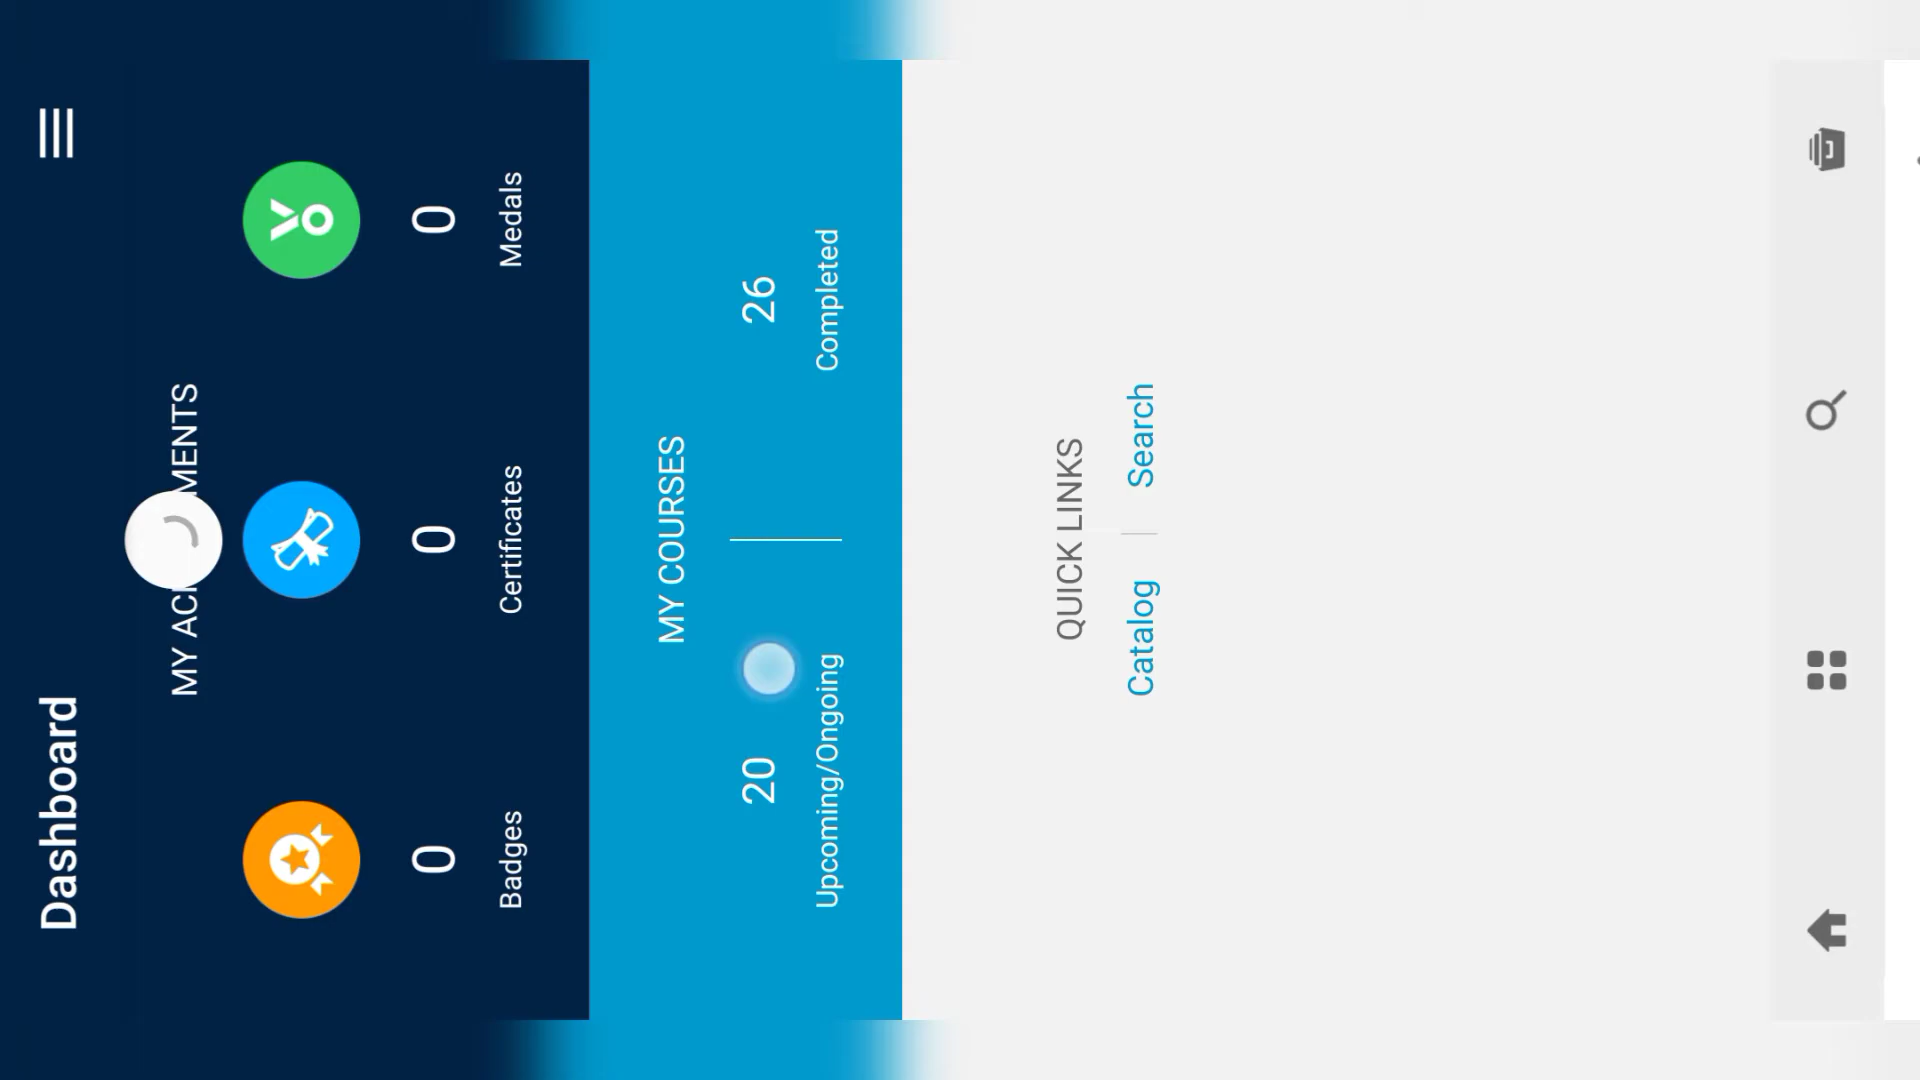 Dashboard
MY ACH MENTS
0 0 0
Badges Certificates Medals
MY COURSES
20 26
Upcoming/Ongoing Completed
QUICK LINKS
Catalog Search